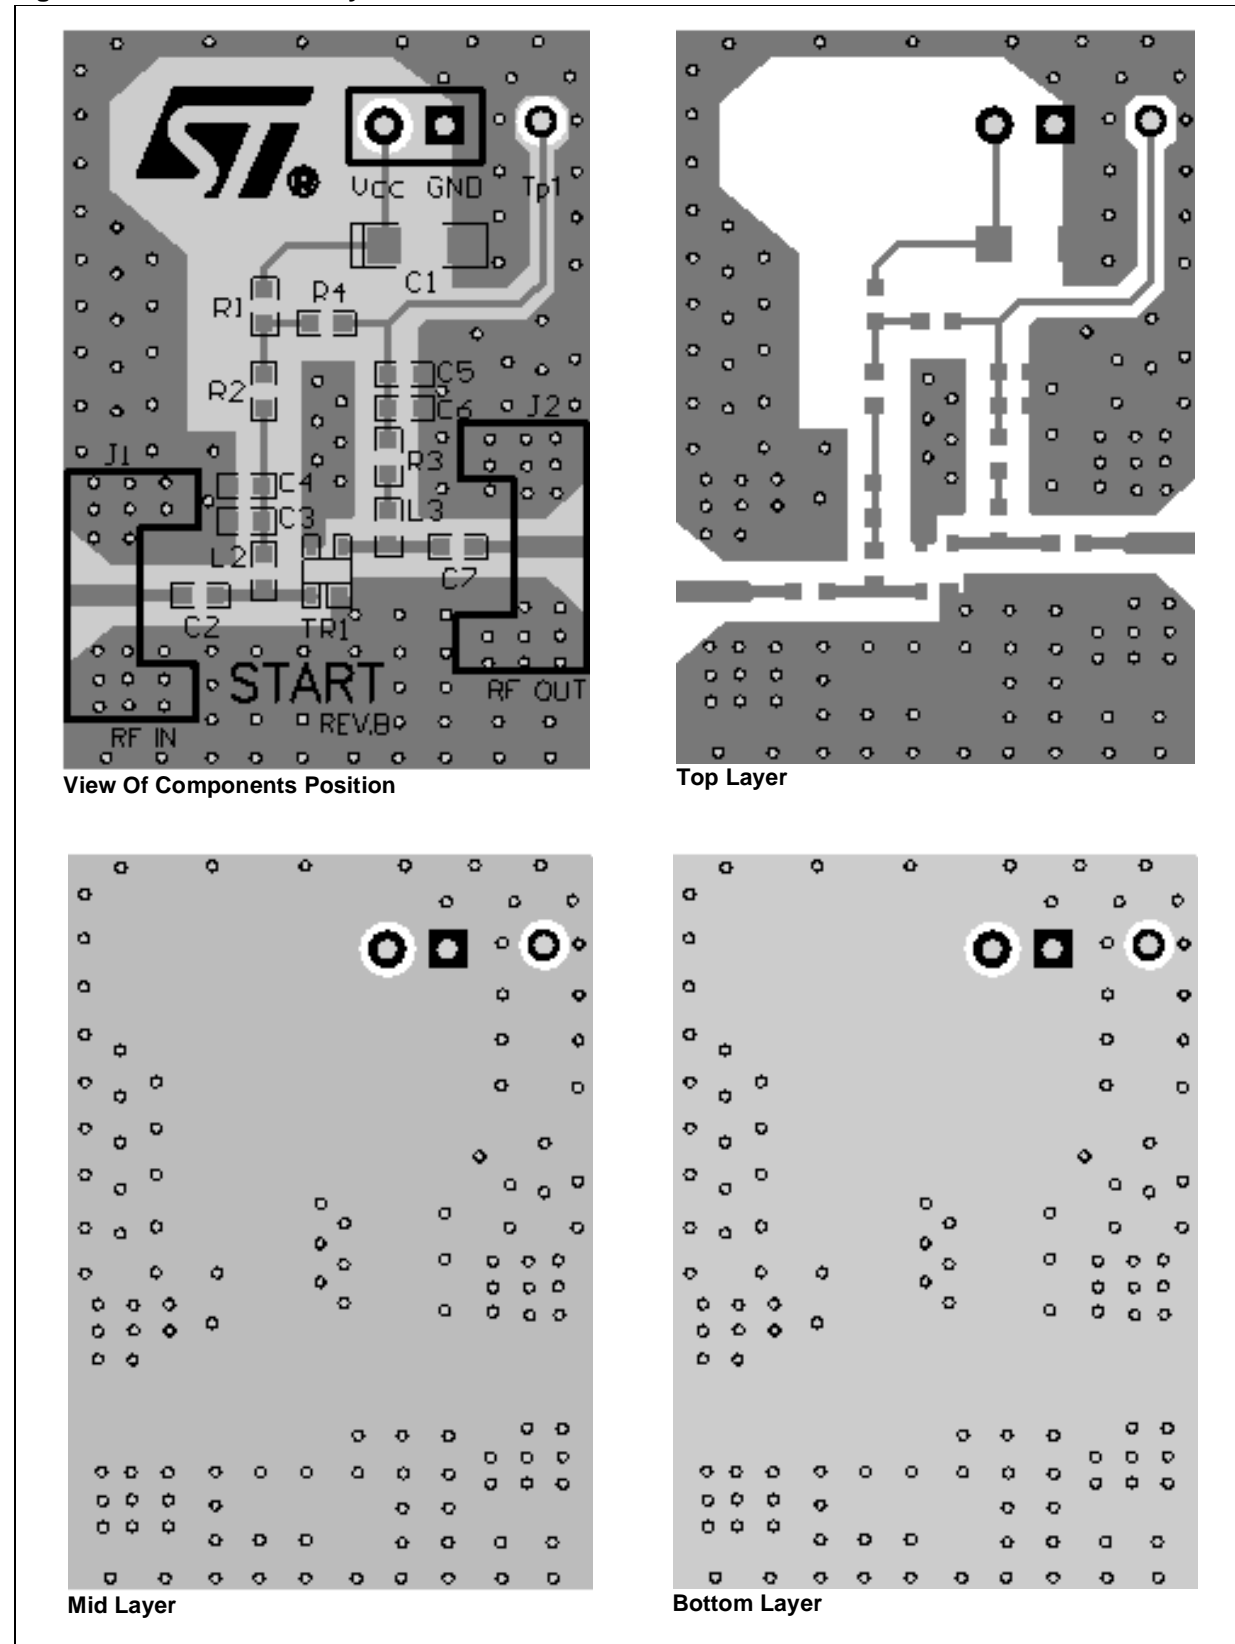 ST®
Vcc GND Tp1
C1
R1 R4
R2 C5
C6 J2
J1 R3
C4
C3 L3
L2
C7
C2 TR1
START
RF OUT
REV.B
RF IN
View Of Components Position
Top Layer
Mid Layer
Bottom Layer